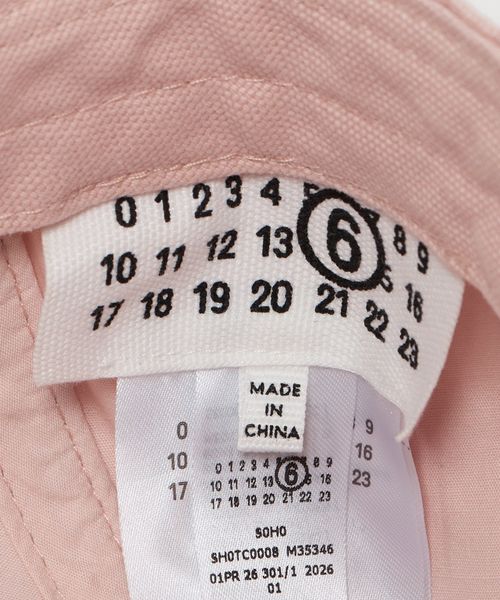 0 1 2 3 4 6 8 9
10 11 12 13 16
17 18 19 20 21 22 23
MADE
IN
CHINA
0 9
10 16
17 23
0 1 2 3 4 6 8 9
10 11 12 13 15 16
17 18 19 20 21 22 23
SOHO
SH0TC0008 M35346
01PR 26 301/1 2026
01